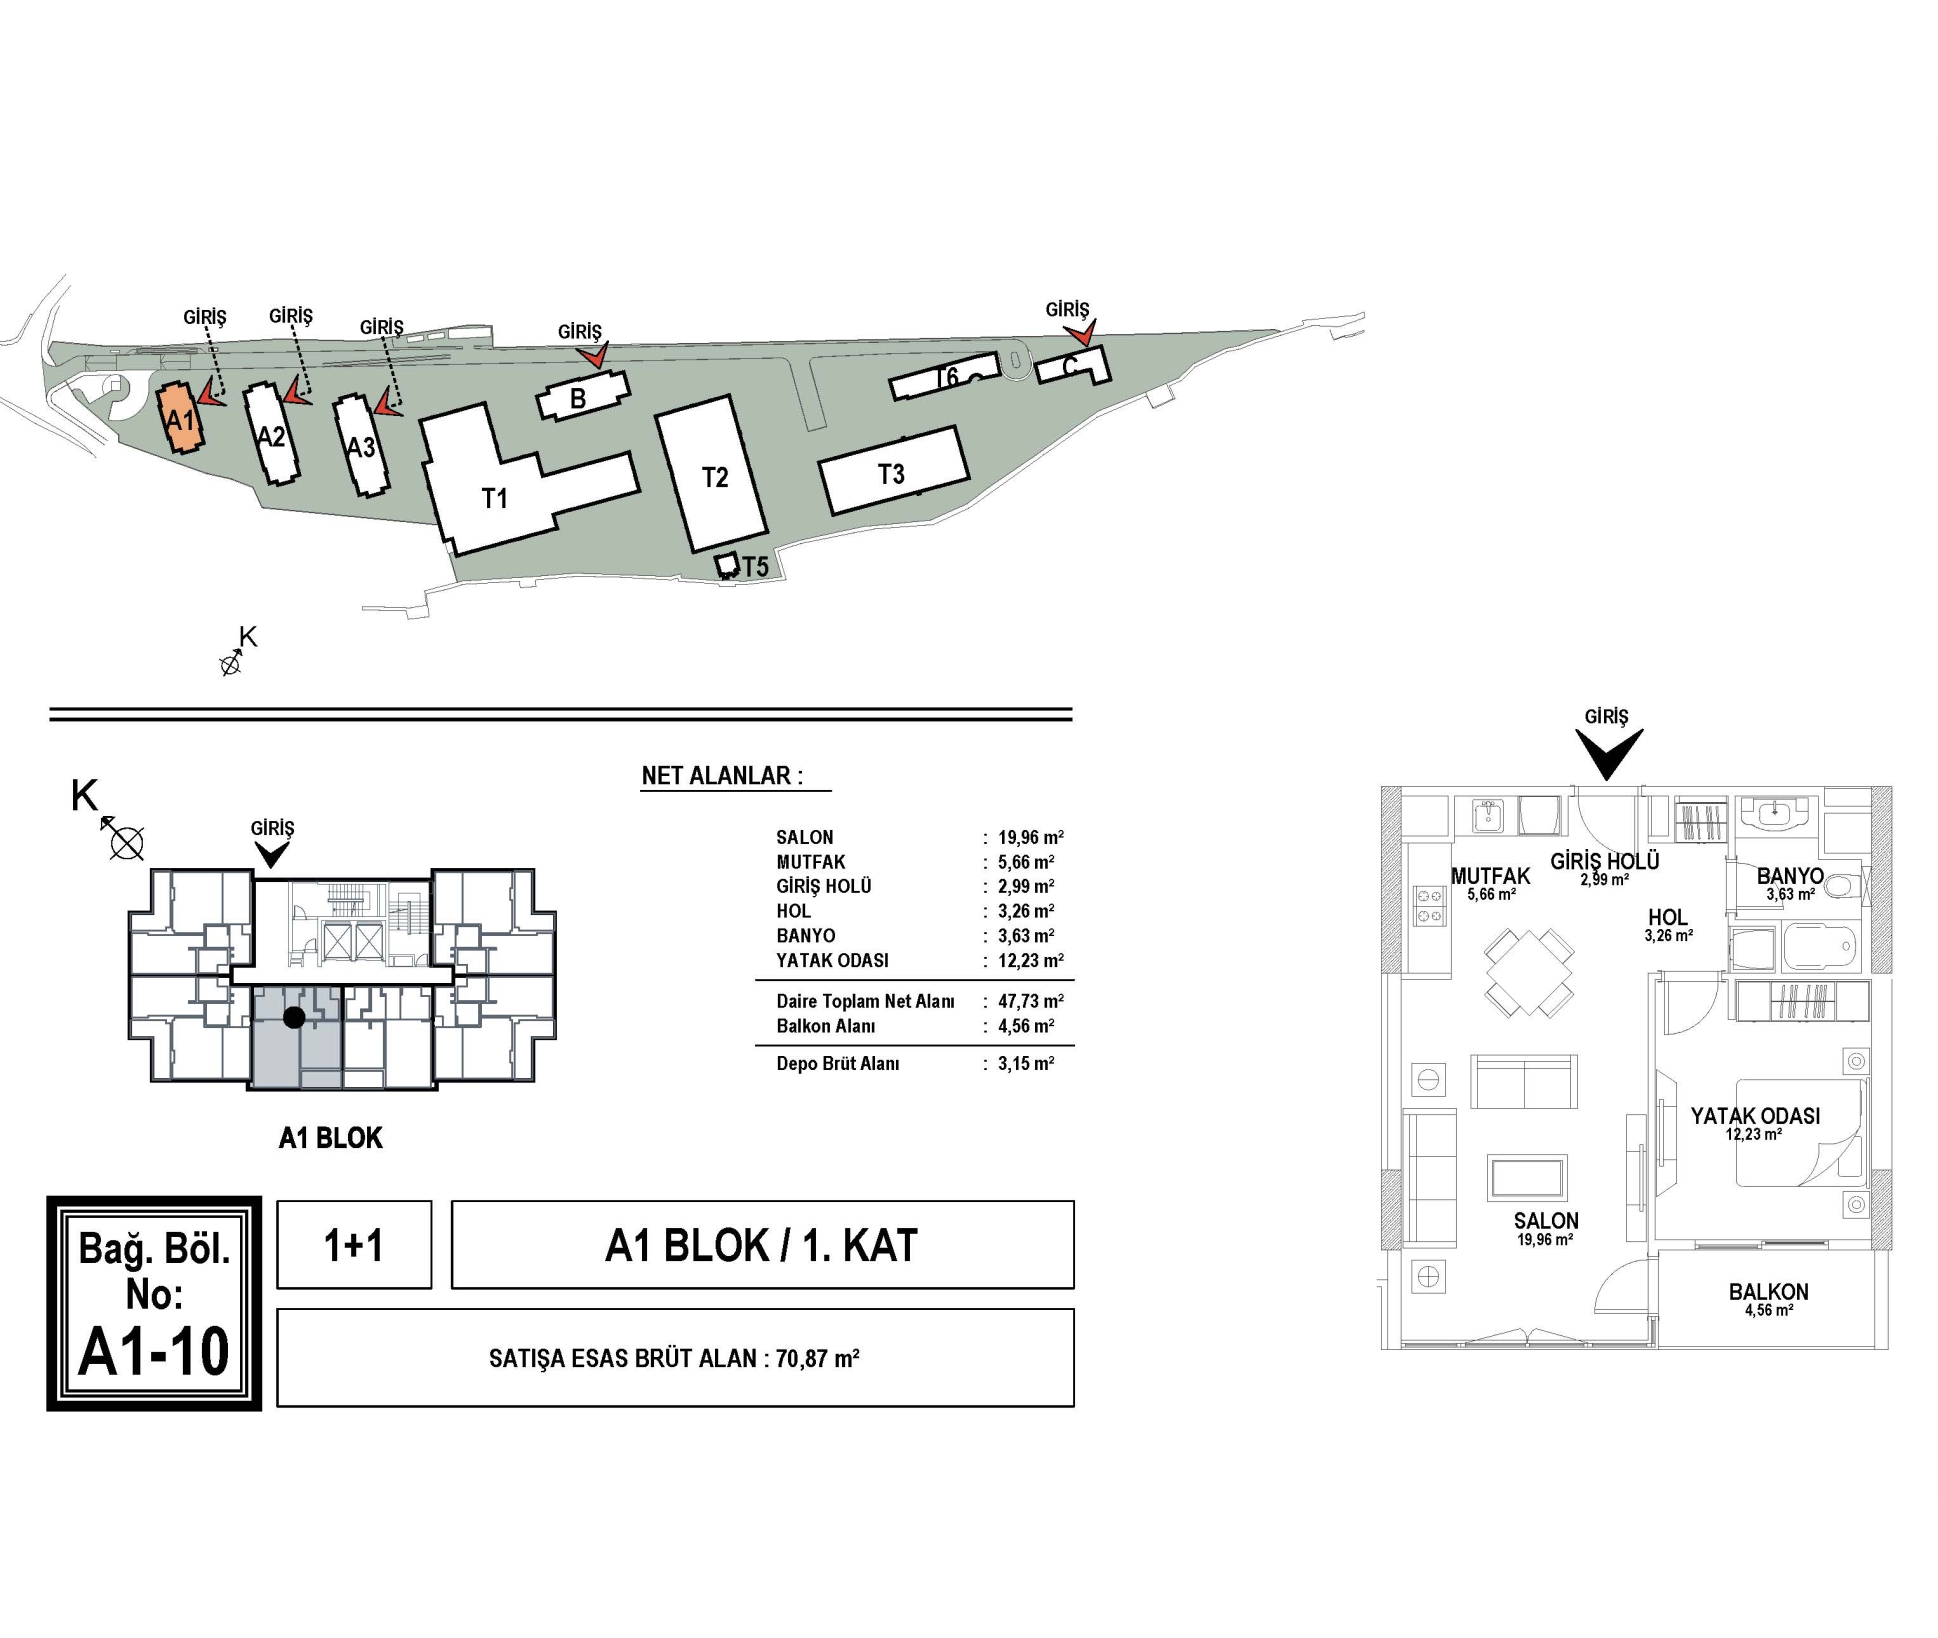 GİRİŞ
GİRİŞ
GİRİŞ
GİRİŞ
GİRİŞ
A1
A2
A3
B
T1
T2
T3
T5
T6
C
K
K
GİRİŞ
A1 BLOK
NET ALANLAR :
SALON : 19,96 m²
MUTFAK : 5,66 m²
GİRİŞ HOLÜ : 2,99 m²
HOL : 3,26 m²
BANYO : 3,63 m²
YATAK ODASI : 12,23 m²
Daire Toplam Net Alanı : 47,73 m²
Balkon Alanı : 4,56 m²
Depo Brüt Alanı : 3,15 m²
Bağ. Böl.
No:
A1-10
1+1
A1 BLOK / 1. KAT
SATIŞA ESAS BRÜT ALAN : 70,87 m²
GİRİŞ
MUTFAK
5,66 m²
GİRİŞ HOLÜ
2,99 m²
BANYO
3,63 m²
HOL
3,26 m²
YATAK ODASI
12,23 m²
SALON
19,96 m²
BALKON
4,56 m²